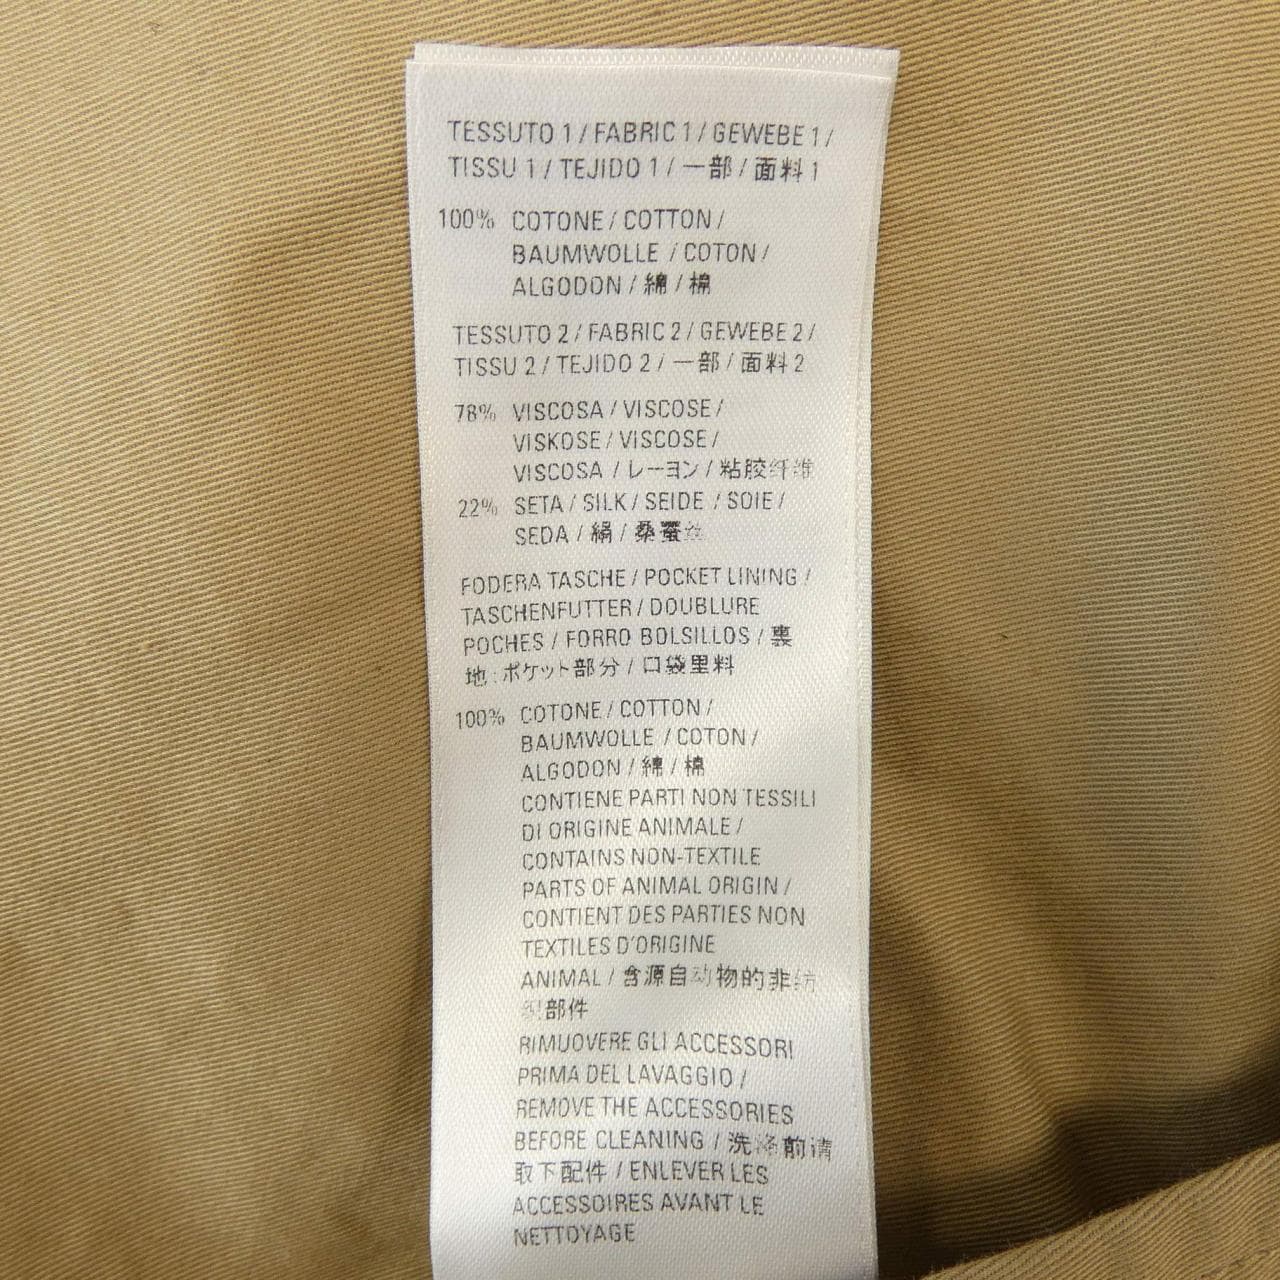 TESSUTO 1 / FABRIC 1 / GEWEBE 1 /
TISSU 1 / TEJIDO 1 / 一部 / 面料 1
100% COTONE / COTTON /
BAUMWOLLE / COTON /
ALGODON / 綿 / 棉
TESSUTO 2 / FABRIC 2 / GEWEBE 2 /
TISSU 2 / TEJIDO 2 / 一部 / 面料 2
78% VISCOSA / VISCOSE /
VISKOSE / VISCOSE /
VISCOSA / レーヨン / 粘胶纤维
22% SETA / SILK / SEIDE / SOIE /
SEDA / 絹 / 桑蚕丝
FODERA TASCHE / POCKET LINING /
TASCHENFUTTER / DOUBLURE
POCHES / FORRO BOLSILLOS / 裏
地:ポケット部分 / 口袋里料
100% COTONE / COTTON /
BAUMWOLLE / COTON /
ALGODON / 綿 / 棉
CONTIENE PARTI NON TESSILI
DI ORIGINE ANIMALE /
CONTAINS NON-TEXTILE
PARTS OF ANIMAL ORIGIN /
CONTIENT DES PARTIES NON
TEXTILES D'ORIGINE
ANIMAL / 含源自动物的非纺
织部件
RIMUOVERE GLI ACCESSORI
PRIMA DEL LAVAGGIO /
REMOVE THE ACCESSORIES
BEFORE CLEANING / 洗涤前请
取下配件 / ENLEVER LES
ACCESSOIRES AVANT LE
NETTOYAGE